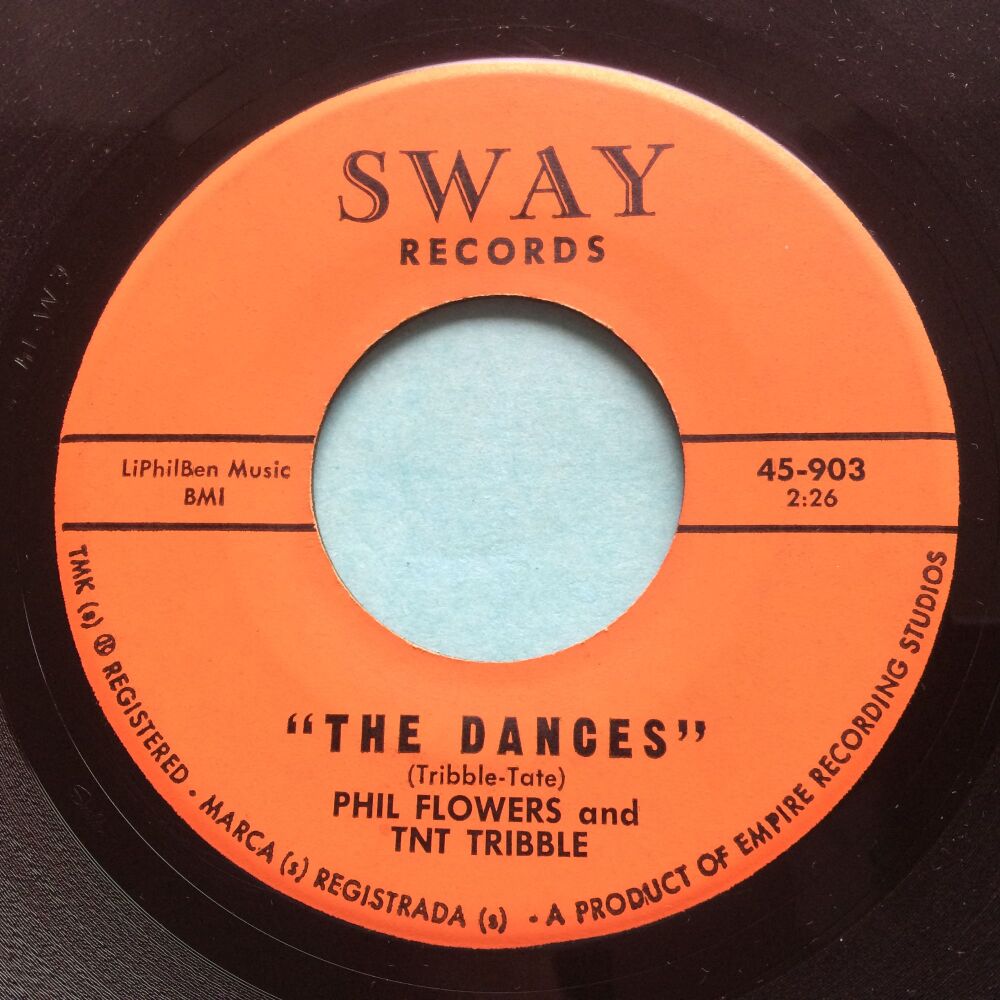 SWAY
RECORDS
LiPhilBen Music
BMI
45-903
2:26
"THE DANCES"
(Tribble-Tate)
PHIL FLOWERS and
TNT TRIBBLE
TMK (s) ® REGISTERED • MARCA (s) REGISTRADA (s) • A PRODUCT OF EMPIRE RECORDING STUDIOS